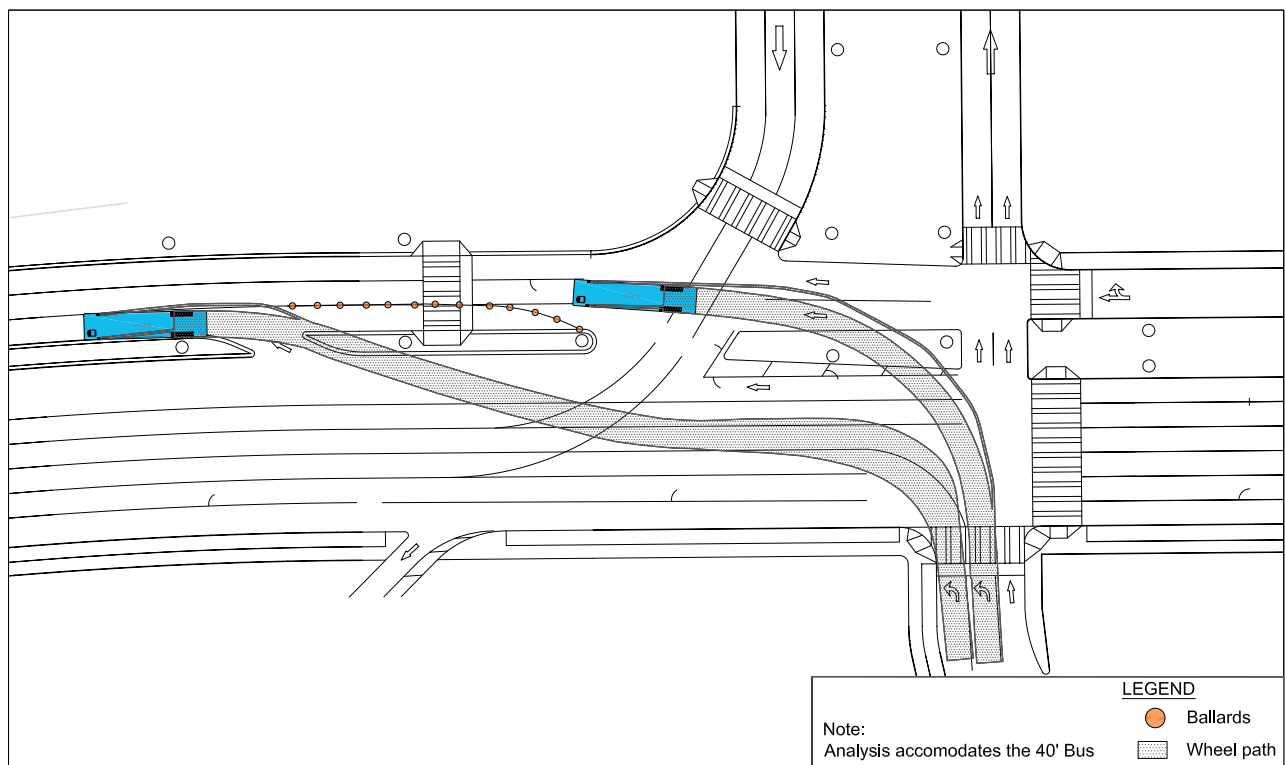 LEGEND
Ballards
Note:
Analysis accomodates the 40' Bus
Wheel path